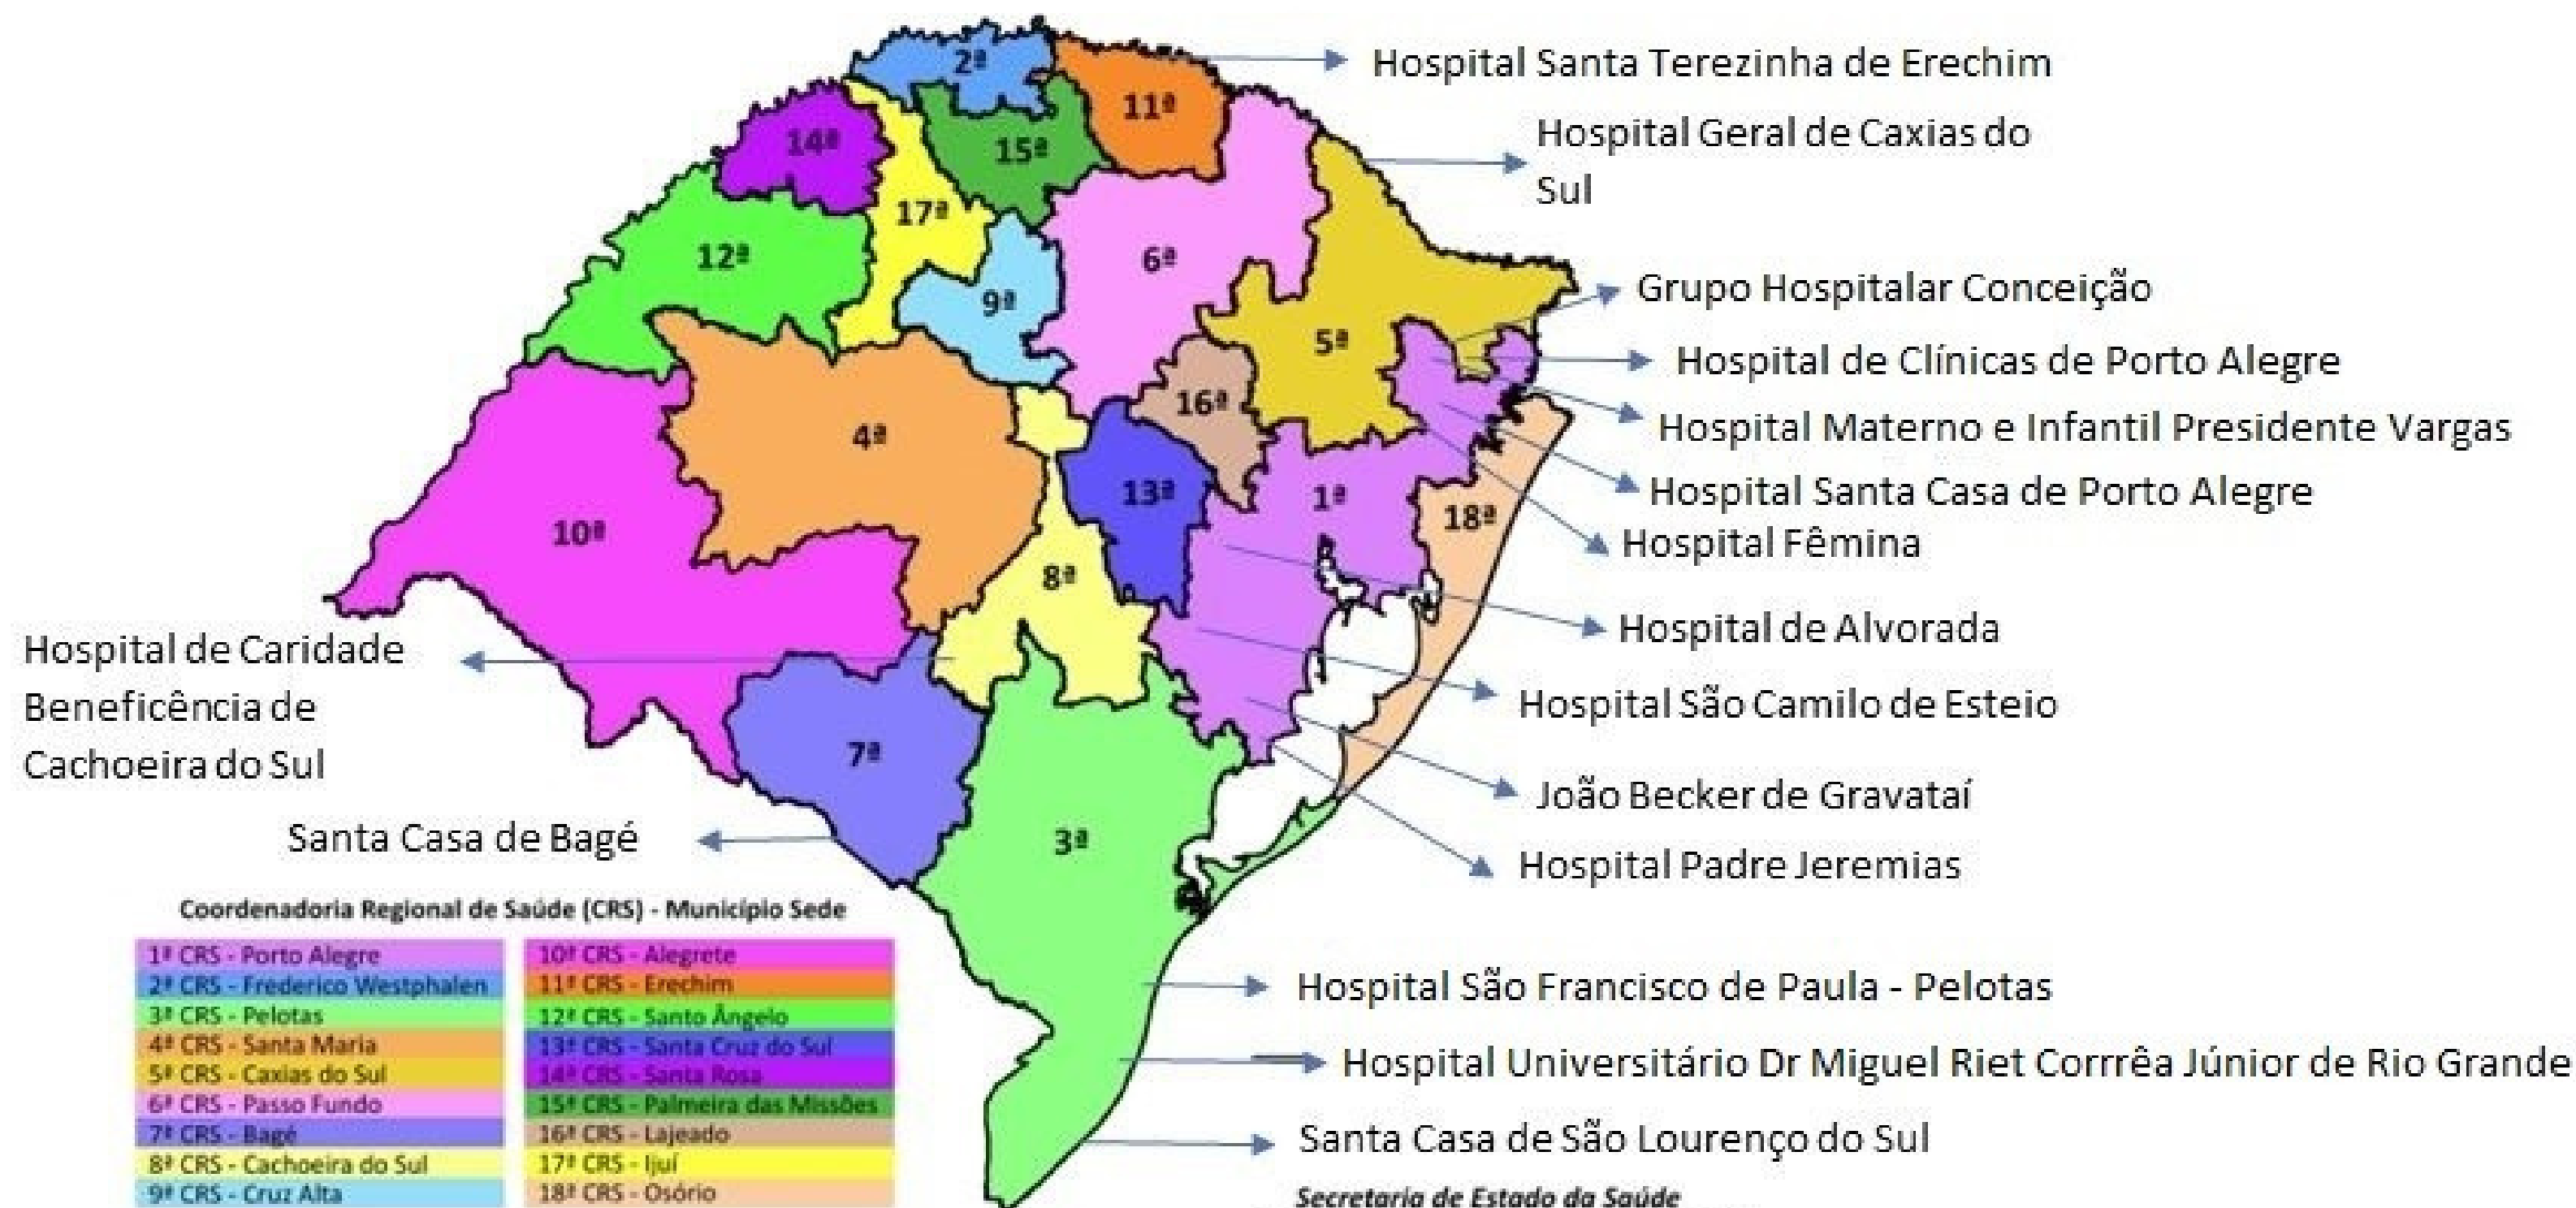 2ª
Hospital Santa Terezinha de Erechim
11ª
14ª
15ª
Hospital Geral de Caxias do
Sul
17ª
12ª
6ª
9ª
Grupo Hospitalar Conceição
5ª
Hospital de Clínicas de Porto Alegre
16ª
4ª
Hospital Materno e Infantil Presidente Vargas
13ª
1ª
Hospital Santa Casa de Porto Alegre
18ª
10ª
Hospital Fêmina
8ª
Hospital de Alvorada
Hospital de Caridade
Beneficência de
Cachoeira do Sul
Hospital São Camilo de Esteio
7ª
João Becker de Gravataí
Santa Casa de Bagé
3ª
Hospital Padre Jeremias
Coordenadoria Regional de Saúde (CRS) - Município Sede
1ª CRS - Porto Alegre
2ª CRS - Frederico Westphalen
3ª CRS - Pelotas
4ª CRS - Santa Maria
5ª CRS - Caxias do Sul
6ª CRS - Passo Fundo
7ª CRS - Bagé
8ª CRS - Cachoeira do Sul
9ª CRS - Cruz Alta
10ª CRS - Alegrete
11ª CRS - Erechim
12ª CRS - Santo Ângelo
13ª CRS - Santa Cruz do Sul
14ª CRS - Santa Rosa
15ª CRS - Palmeira das Missões
16ª CRS - Lajeado
17ª CRS - Ijuí
18ª CRS - Osório
Hospital São Francisco de Paula - Pelotas
Hospital Universitário Dr Miguel Riet Corrrêa Júnior de Rio Grande
Santa Casa de São Lourenço do Sul
Secretaria de Estado da Saúde